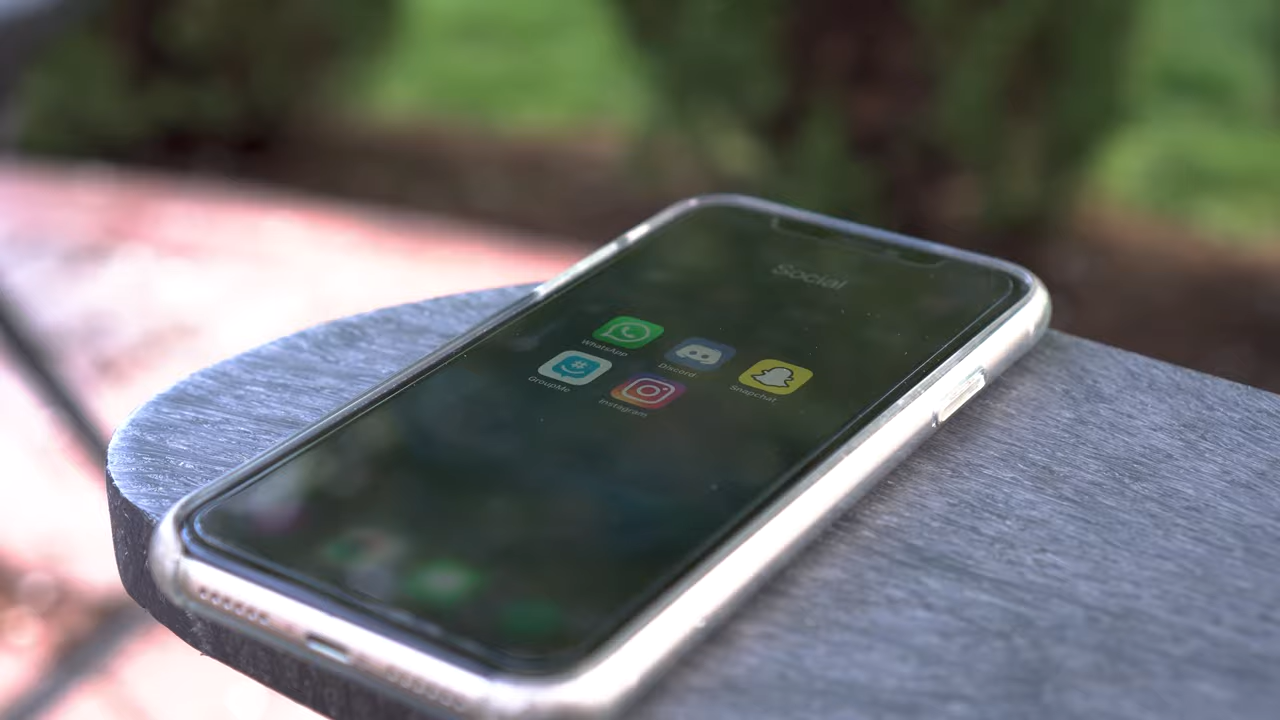 Social
WhatsApp
Discord
Snapchat
GroupMe
Instagram